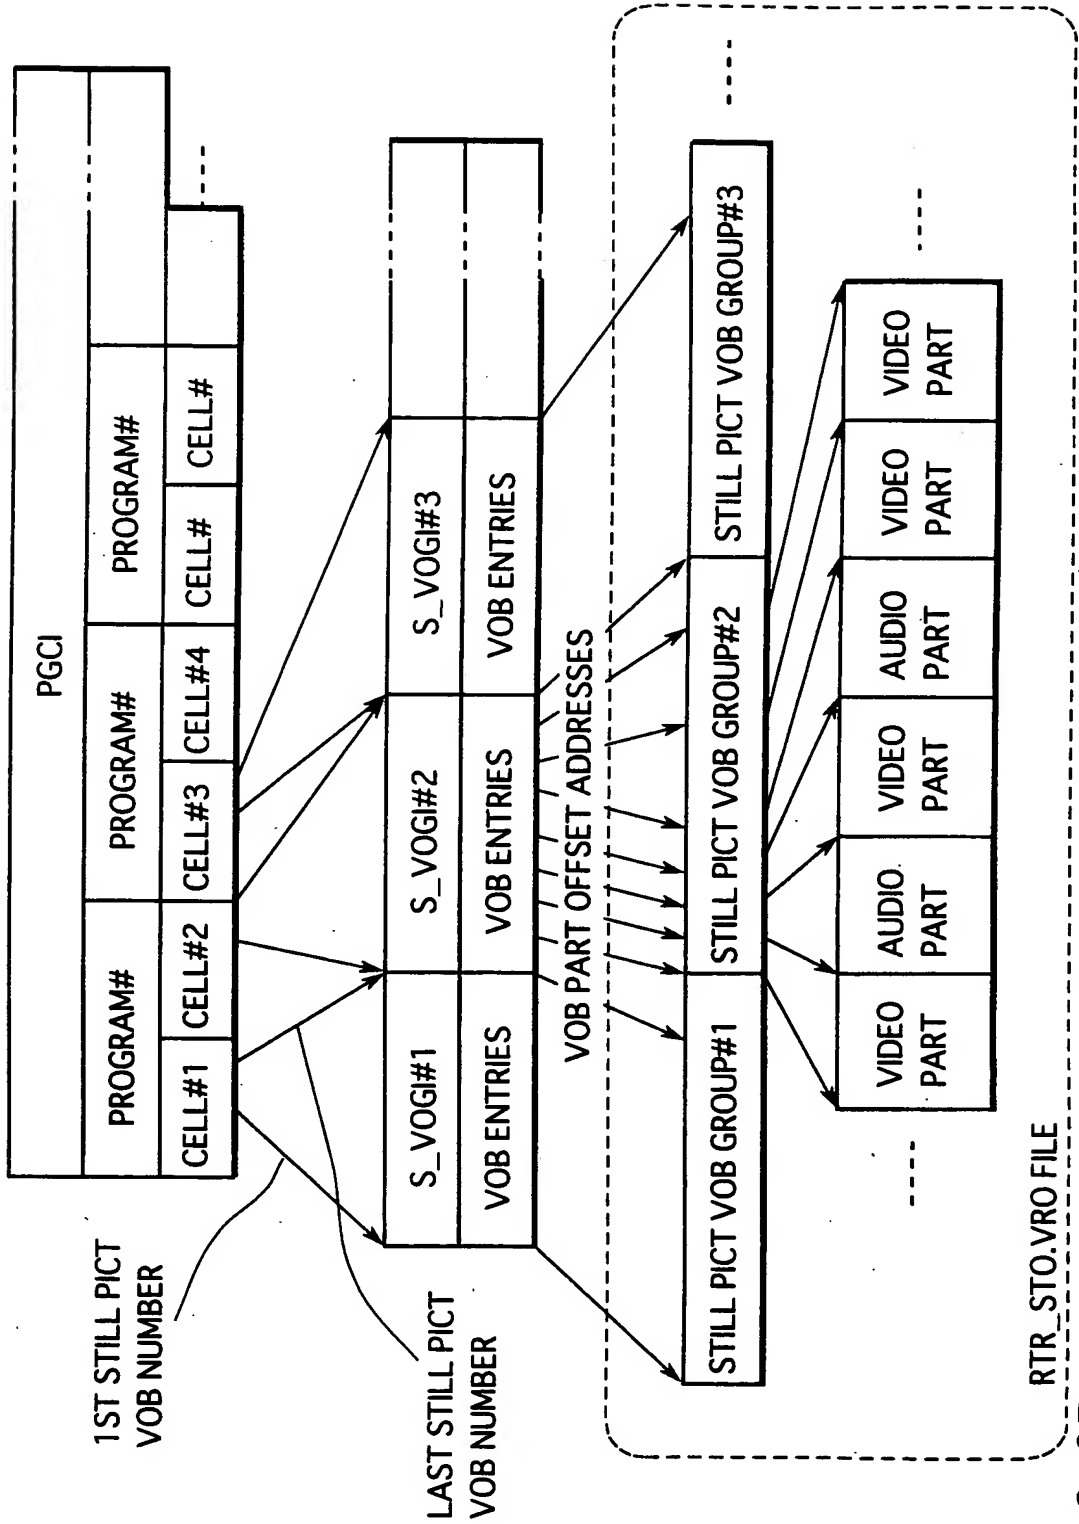 PGCI
PROGRAM#
PROGRAM#
PROGRAM#
CELL#1
CELL#2
CELL#3
CELL#4
CELL#
CELL#
1ST STILL PICT
VOB NUMBER
LAST STILL PICT
VOB NUMBER
S_VOGI#1
S_VOGI#2
S_VOGI#3
VOB ENTRIES
VOB ENTRIES
VOB ENTRIES
VOB PART OFFSET ADDRESSES
STILL PICT VOB GROUP#1
STILL PICT VOB GROUP#2
STILL PICT VOB GROUP#3
VIDEO
PART
AUDIO
PART
VIDEO
PART
AUDIO
PART
VIDEO
PART
VIDEO
PART
RTR_STO.VRO FILE